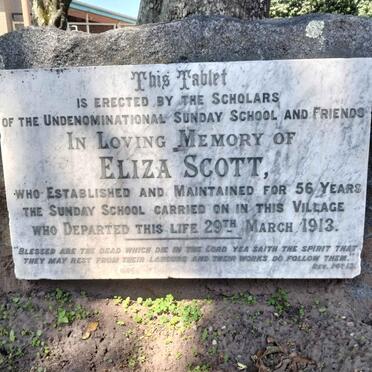 This Tablet
IS ERECTED BY THE SCHOLARS
OF THE UNDENOMINATIONAL SUNDAY SCHOOL AND FRIENDS
IN LOVING MEMORY OF
ELIZA SCOTT,
WHO ESTABLISHED AND MAINTAINED FOR 56 YEARS
THE SUNDAY SCHOOL CARRIED ON IN THIS VILLAGE
WHO DEPARTED THIS LIFE 29TH MARCH 1913.
"BLESSED ARE THE DEAD WHICH DIE IN THE LORD YEA SAITH THE SPIRIT THAT
THEY MAY REST FROM THEIR LABOURS AND THEIR WORKS DO FOLLOW THEM."
REV.